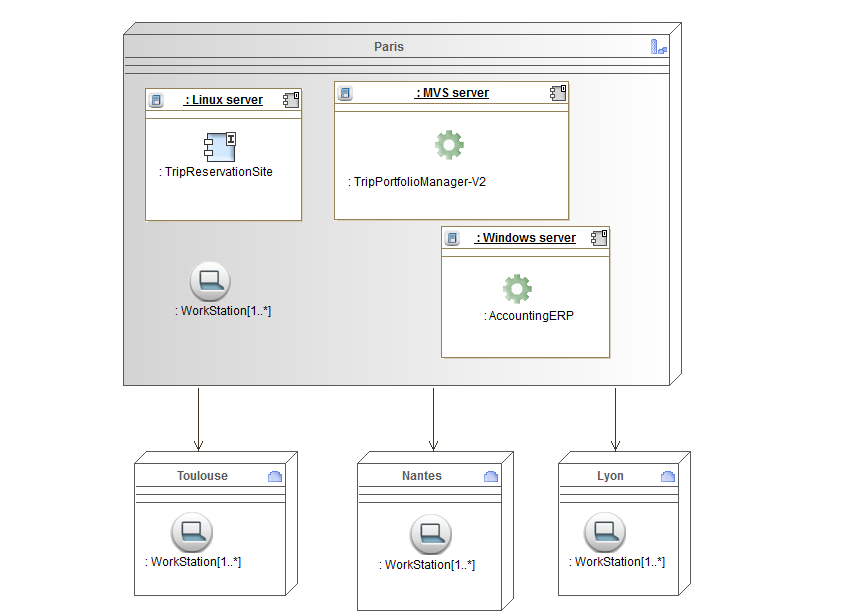 Paris
: Linux server
: MVS server
: TripReservationSite
: TripPortfolioManager-V2
: Windows server
: WorkStation[1..*]
: AccountingERP
Toulouse
Nantes
Lyon
: WorkStation[1..*]
: WorkStation[1..*]
: WorkStation[1..*]